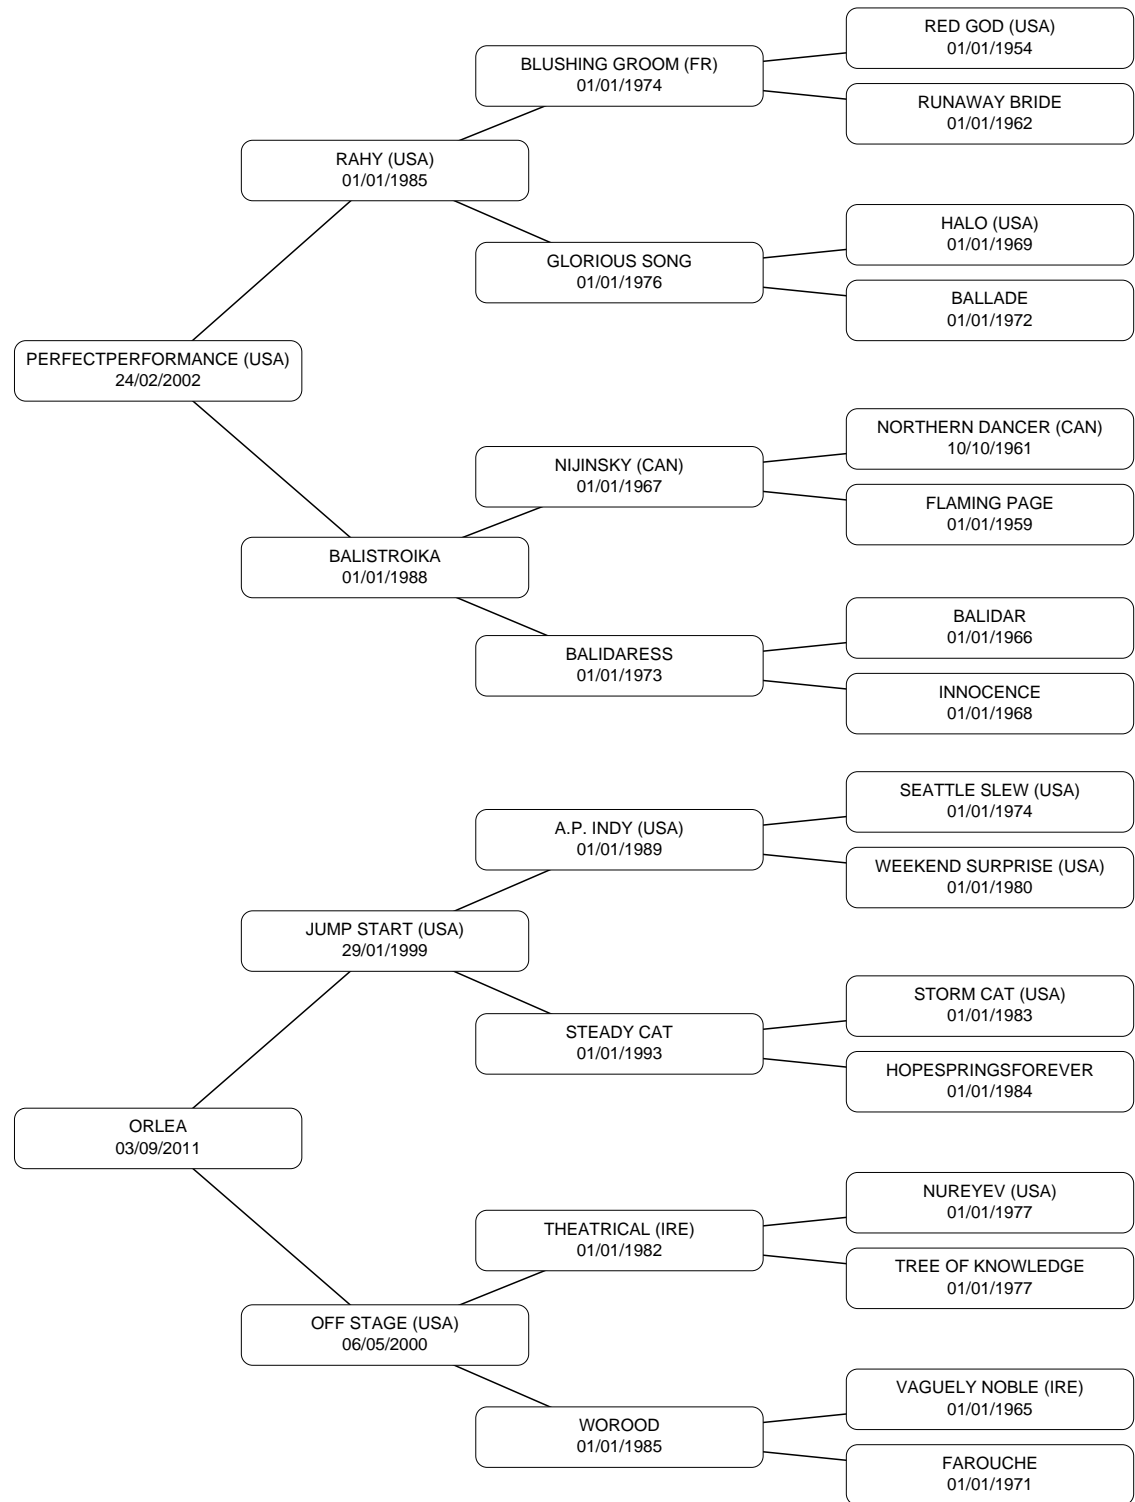 RED GOD (USA)
01/01/1954
BLUSHING GROOM (FR)
01/01/1974
RUNAWAY BRIDE
01/01/1962
RAHY (USA)
01/01/1985
HALO (USA)
01/01/1969
GLORIOUS SONG
01/01/1976
BALLADE
01/01/1972
PERFECTPERFORMANCE (USA)
24/02/2002
NORTHERN DANCER (CAN)
10/10/1961
NIJINSKY (CAN)
01/01/1967
FLAMING PAGE
01/01/1959
BALISTROIKA
01/01/1988
BALIDAR
01/01/1966
BALIDARESS
01/01/1973
INNOCENCE
01/01/1968
SEATTLE SLEW (USA)
01/01/1974
A.P. INDY (USA)
01/01/1989
WEEKEND SURPRISE (USA)
01/01/1980
JUMP START (USA)
29/01/1999
STORM CAT (USA)
01/01/1983
STEADY CAT
01/01/1993
HOPESPRINGSFOREVER
01/01/1984
ORLEA
03/09/2011
NUREYEV (USA)
01/01/1977
THEATRICAL (IRE)
01/01/1982
TREE OF KNOWLEDGE
01/01/1977
OFF STAGE (USA)
06/05/2000
VAGUELY NOBLE (IRE)
01/01/1965
WOROOD
01/01/1985
FAROUCHE
01/01/1971